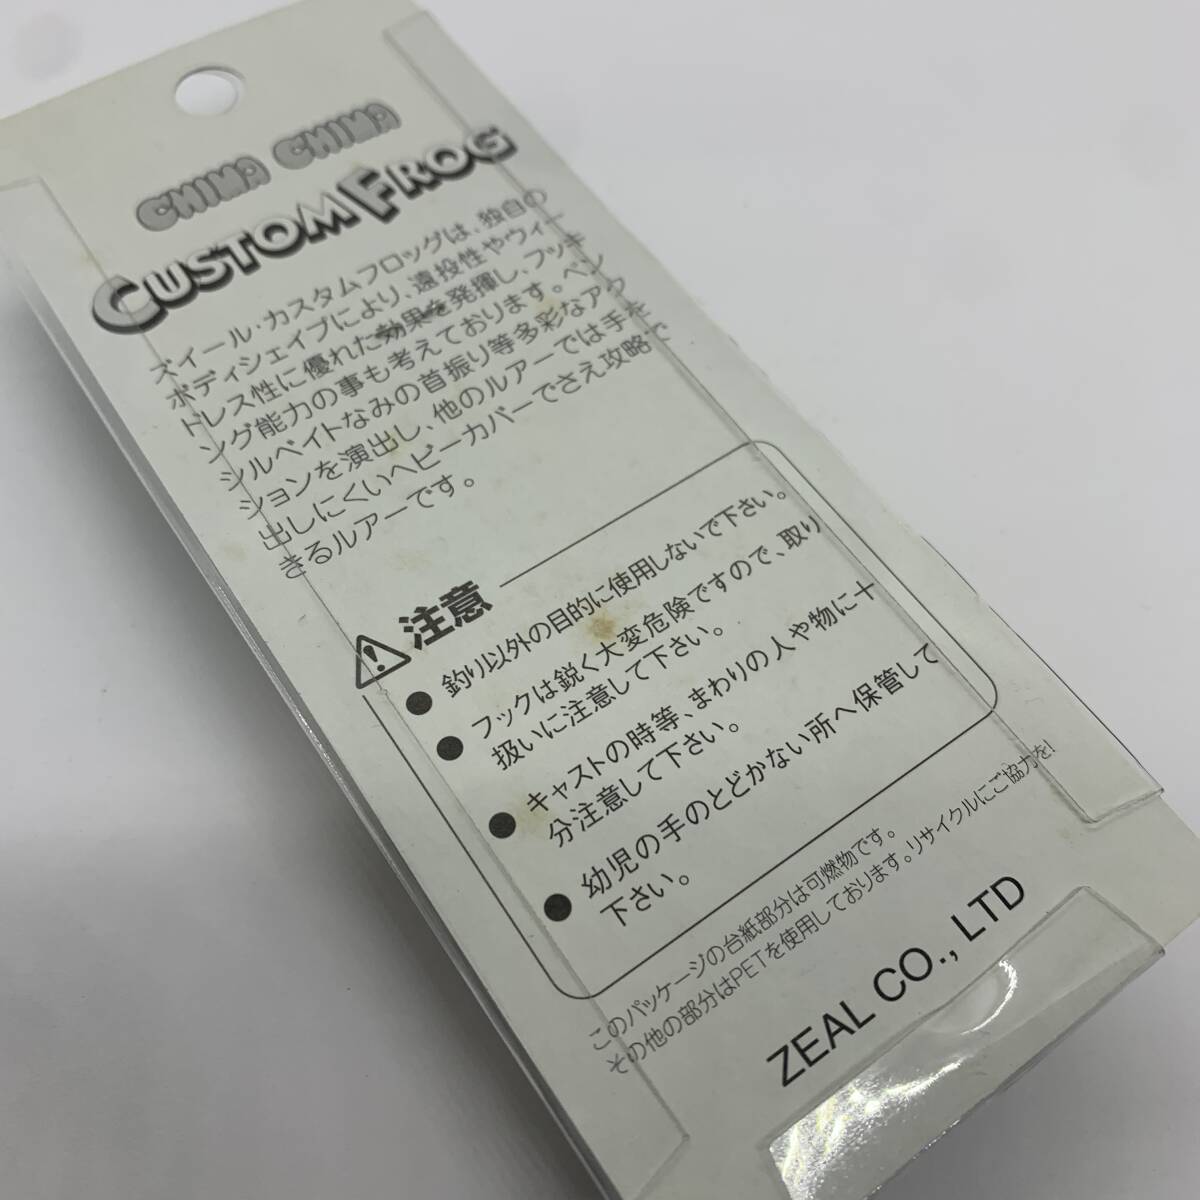 CHIMA CHIMA
CUSTOMFROG
ズイール・カスタムフロッグは、独自の
ボディシェイプにより、遠投性やウィー
ドレス性に優れた効果を発揮し、フッキ
ング能力の事も考えております。ペン
シルベイトなみの首振り等多彩なアク
ションを演出し、他のルアーでは手を
出しにくいヘビーカバーでさえ攻略で
きるルアーです。
注意
●釣り以外の目的に使用しないで下さい。
●フックは鋭く大変危険ですので、取り
扱いに注意して下さい。
●キャストの時等、まわりの人や物に十
分注意して下さい。
●幼児の手のとどかない所へ保管して
下さい。
このパッケージの台紙部分は可燃物です。
その他の部分はPETを使用しております。リサイクルにご協力を!
ZEAL CO., LTD